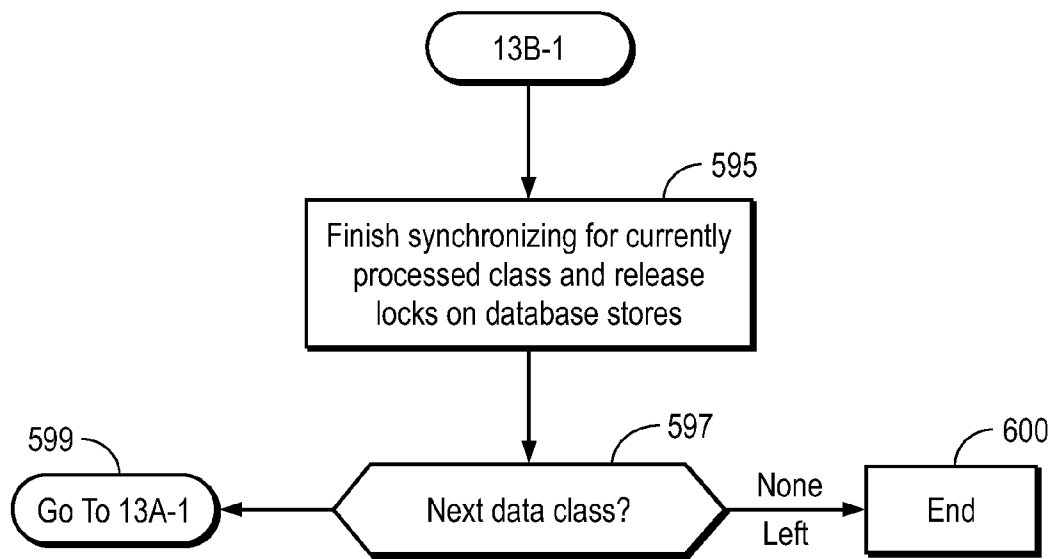 13B-1
595
Finish synchronizing for currently
processed class and release
locks on database stores
599
597
600
Go To 13A-1
Next data class?
None
Left
End